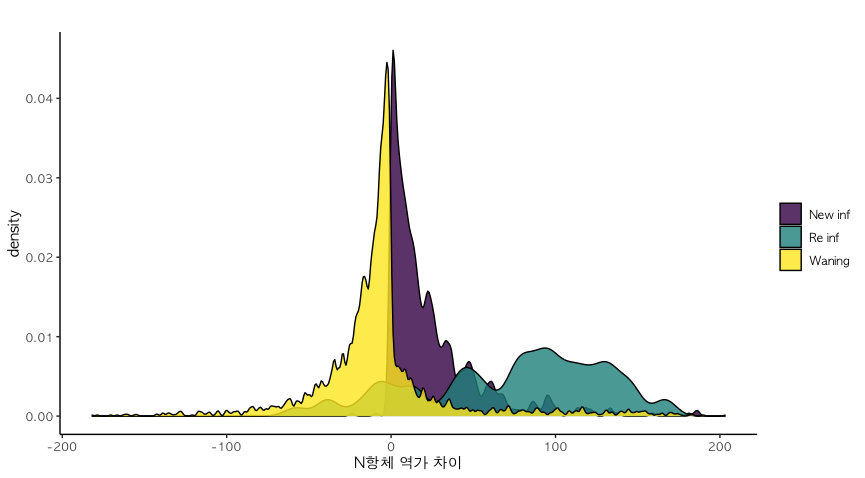 density
0.04
0.03
0.02
0.01
0.00
-200
-100
0
100
200
N항체 역가 차이
New inf
Re inf
Waning